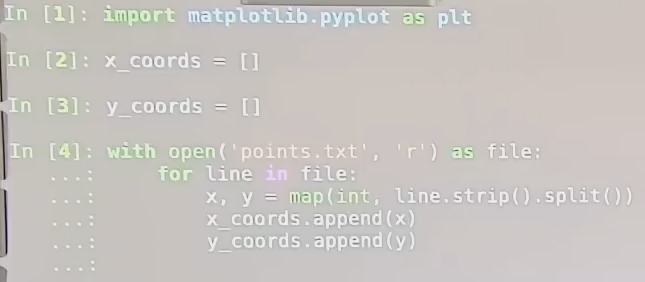 In [1]: import matplotlib.pyplot as plt
In [2]: x_coords = []
In [3]: y_coords = []
In [4]: with open('points.txt', 'r') as file:
   ...:     for line in file:
   ...:         x, y = map(int, line.strip().split())
   ...:         x_coords.append(x)
   ...:         y_coords.append(y)
   ...: